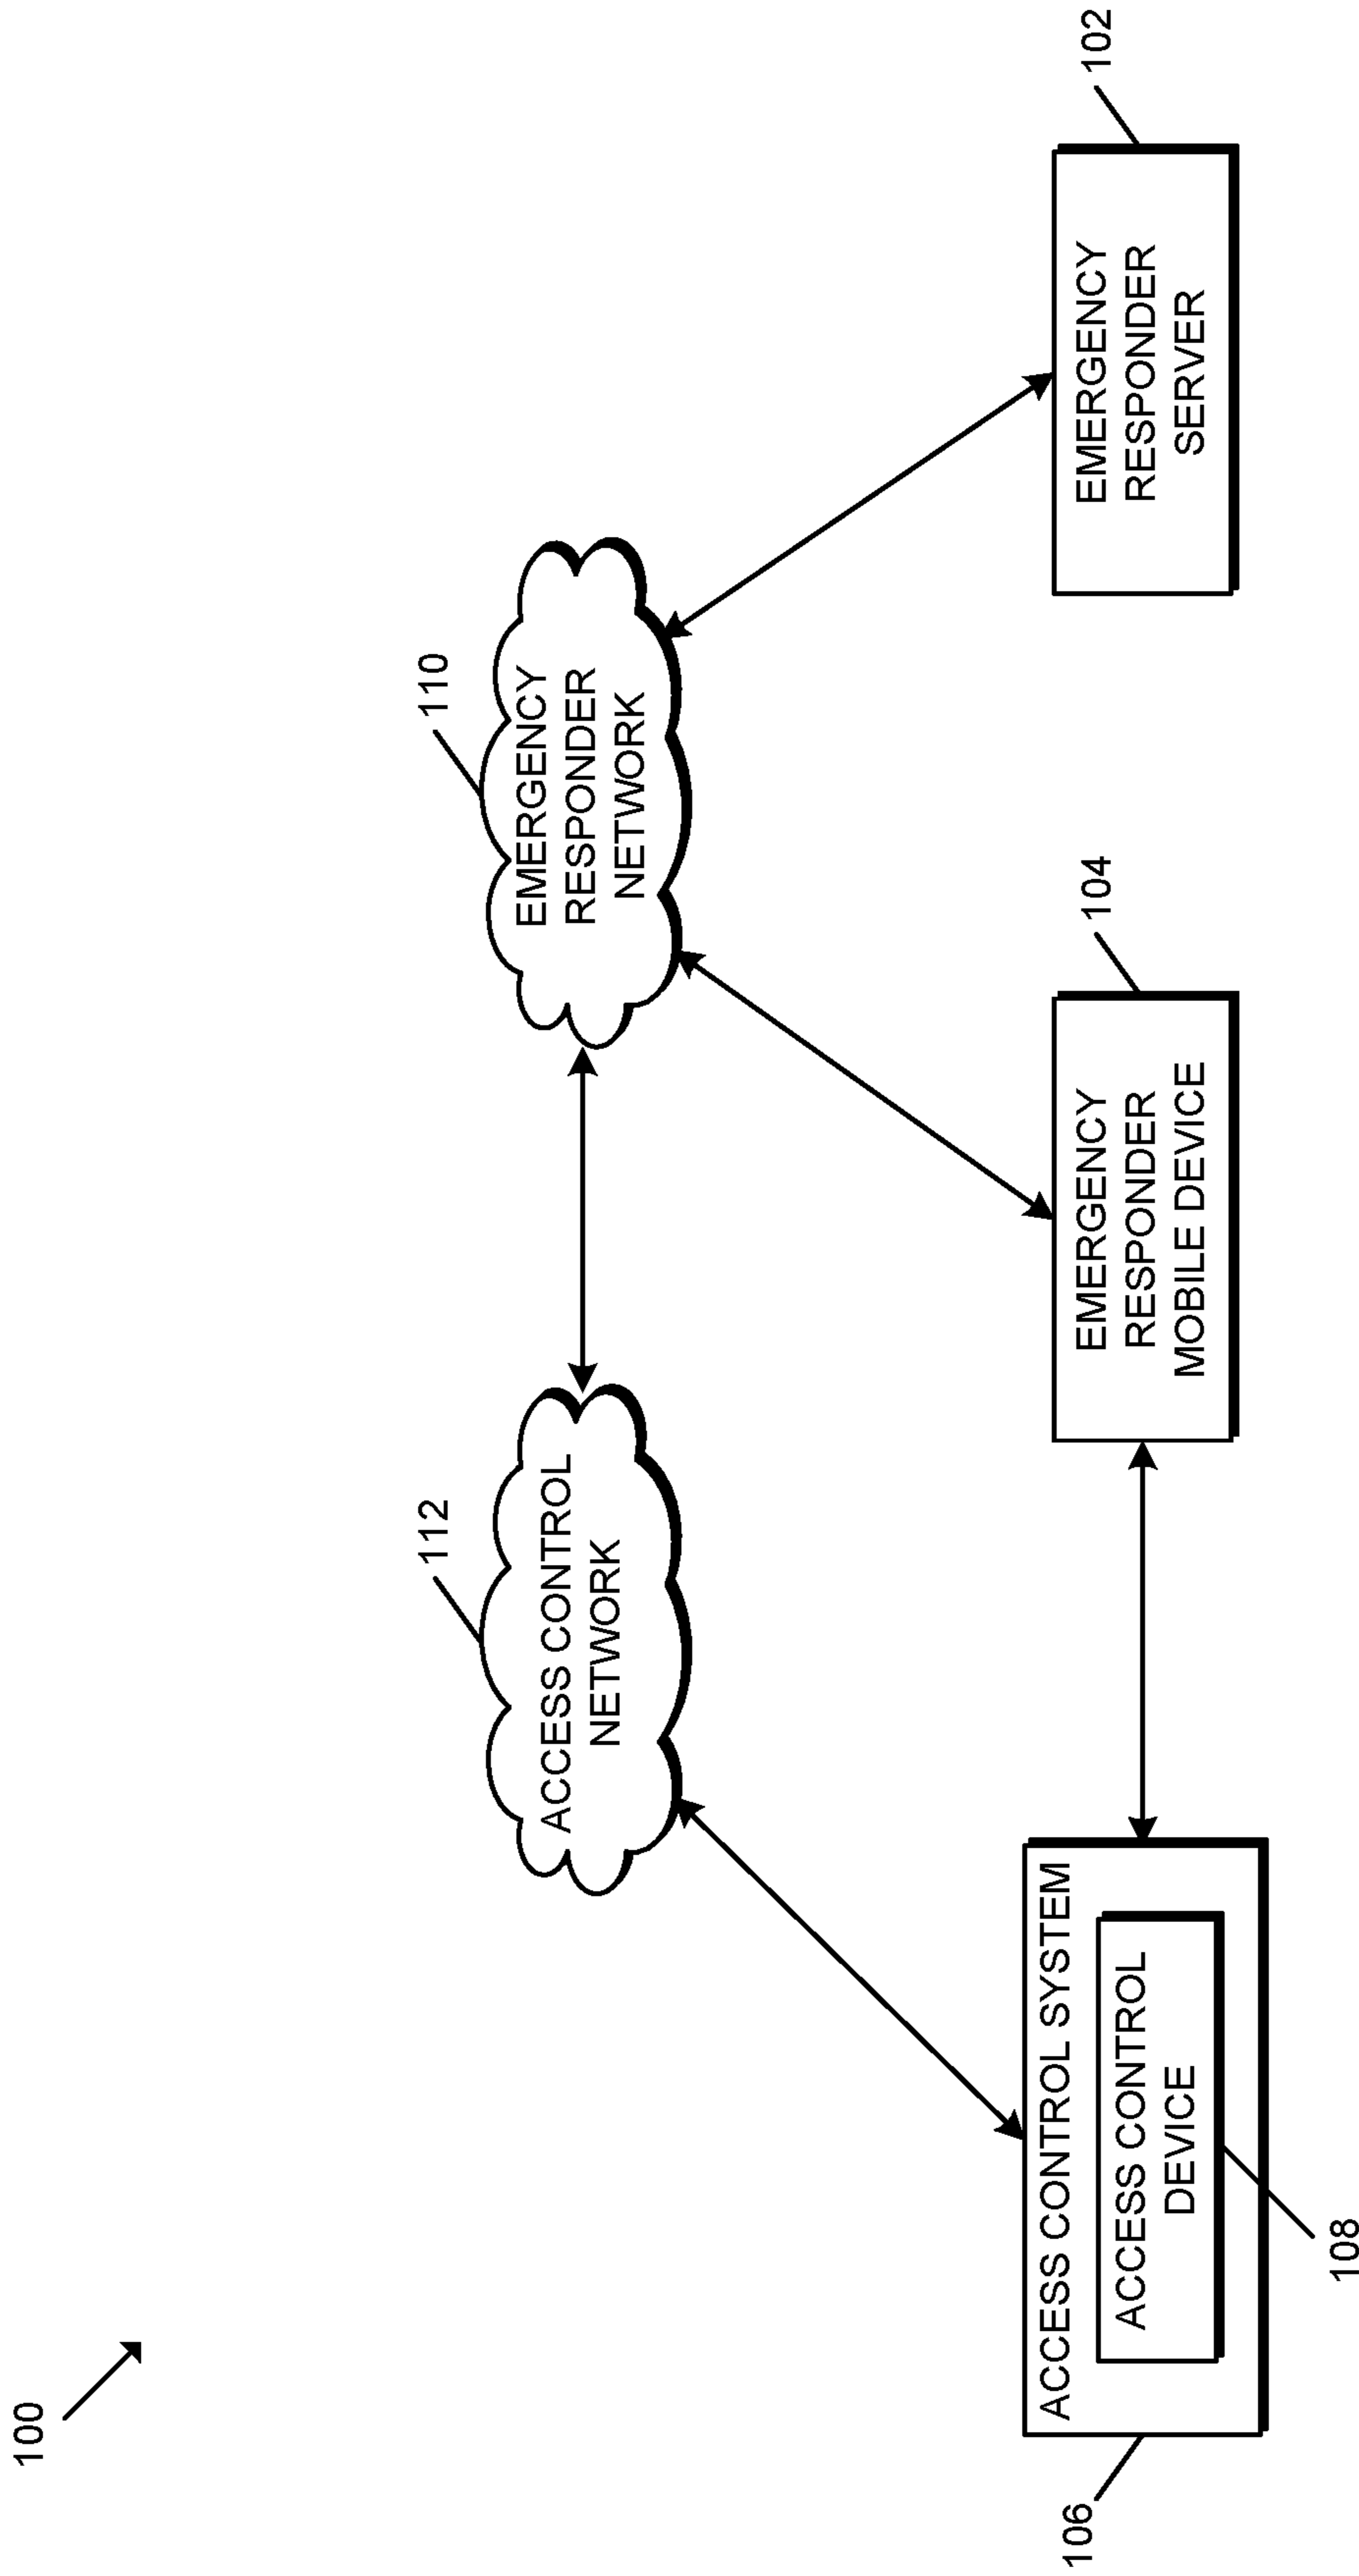 100
112
ACCESS CONTROL
NETWORK
110
EMERGENCY
RESPONDER
NETWORK
106
ACCESS CONTROL SYSTEM
ACCESS CONTROL
DEVICE
108
104
EMERGENCY
RESPONDER
MOBILE DEVICE
102
EMERGENCY
RESPONDER
SERVER